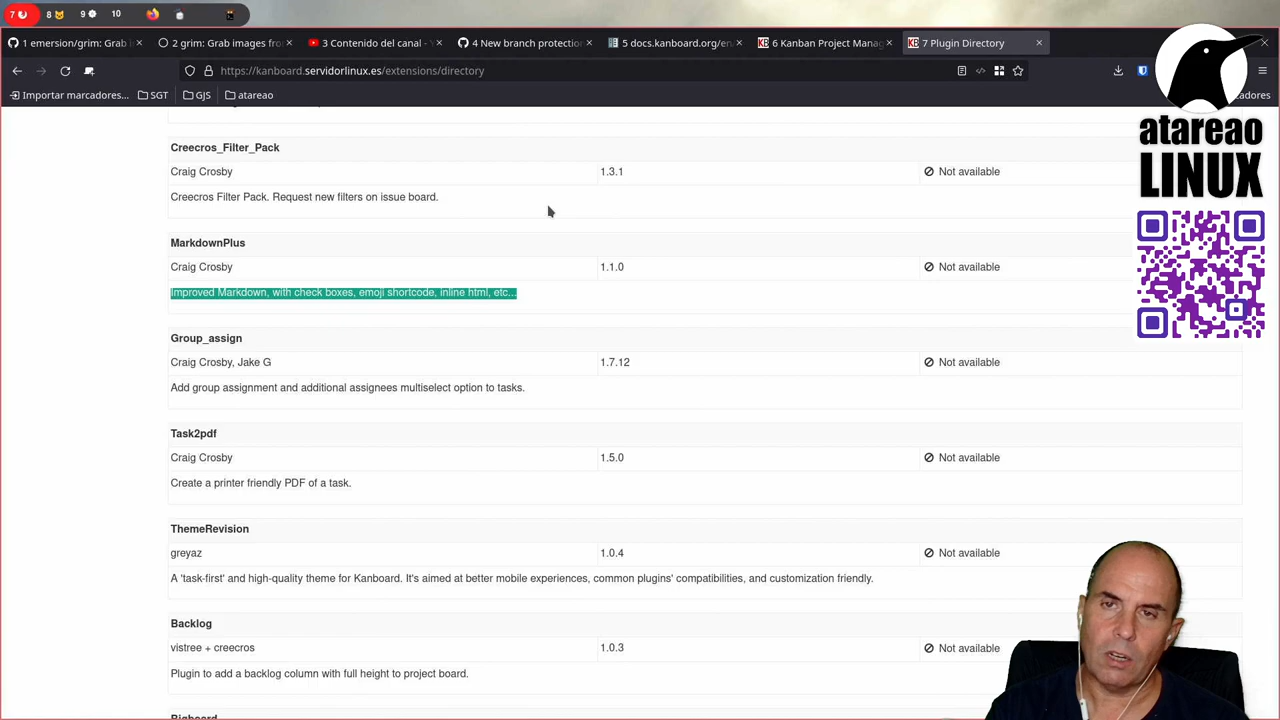 7
8
9
10
1 emersion/grim: Grab i
2 grim: Grab images fro
3 Contenido del canal - Y
4 New branch protection
5 docs.kanboard.org/en
6 Kanban Project Mana
7 Plugin Directory
https://kanboard.servidorlinux.es/extensions/directory
Importar marcadores...
SGT
GJS
atareao
adores
atareao
LINUX
Creecros_Filter_Pack
Craig Crosby
1.3.1
Not available
Creecros Filter Pack. Request new filters on issue board.
MarkdownPlus
Craig Crosby
1.1.0
Not available
Improved Markdown, with check boxes, emoji shortcode, inline html, etc...
Group_assign
Craig Crosby, Jake G
1.7.12
Not available
Add group assignment and additional assignees multiselect option to tasks.
Task2pdf
Craig Crosby
1.5.0
Not available
Create a printer friendly PDF of a task.
ThemeRevision
greyaz
1.0.4
Not available
A 'task-first' and high-quality theme for Kanboard. It's aimed at better mobile experiences, common plugins' compatibilities, and customization friendly.
Backlog
vistree + creecros
1.0.3
Not available
Plugin to add a backlog column with full height to project board.
Bigboard